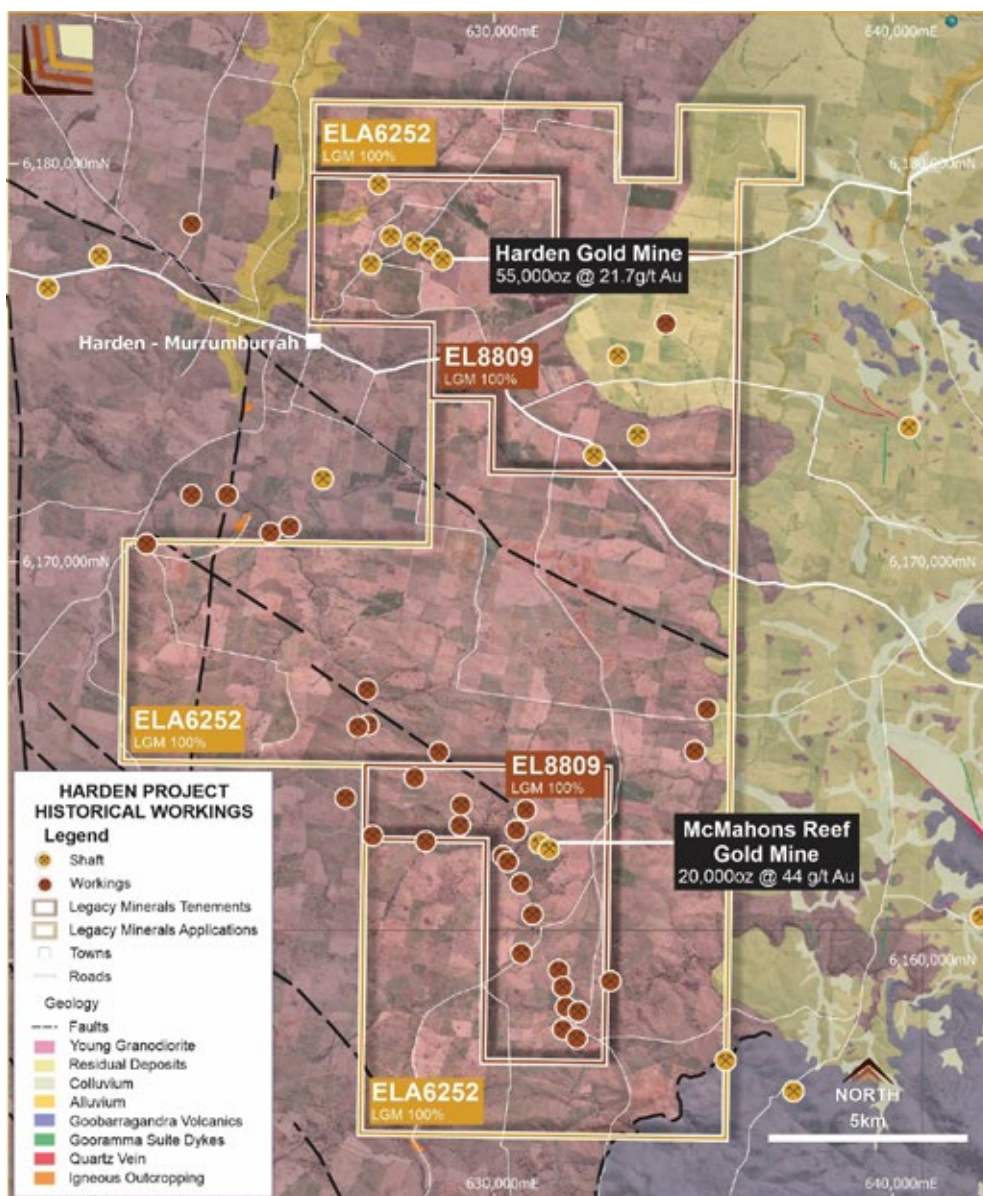 630,000mE
640,000mE
ELA6252
LGM 100%
6,180,000mN
6,180,000mN
Harden Gold Mine
55,000oz @ 21.7g/t Au
Harden - Murrumburrah
EL8809
LGM 100%
6,170,000mN
6,170,000mN
ELA6252
LGM 100%
EL8809
LGM 100%
McMahons Reef
Gold Mine
20,000oz @ 44 g/t Au
HARDEN PROJECT
HISTORICAL WORKINGS
Legend
Shaft
Workings
Legacy Minerals Tenements
Legacy Minerals Applications
Towns
Roads
Geology
Faults
Young Granodiorite
Residual Deposits
Colluvium
Alluvium
Goobarragandra Volcanics
Gooramma Suite Dykes
Quartz Vein
Igneous Outcropping
6,160,000mN
ELA6252
LGM 100%
NORTH
5km
630,000mE
640,000mE